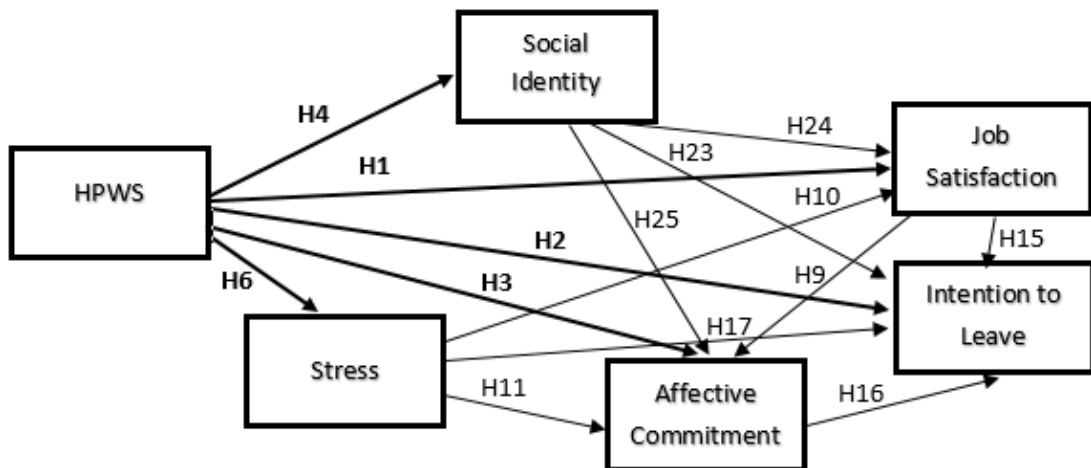 Social
Identity
H4
H24
Job
Satisfaction
H23
H1
HPWS
H10
H25
H2
H15
H6
H3
H9
Intention to
Leave
H17
Stress
H11
Affective
Commitment
H16